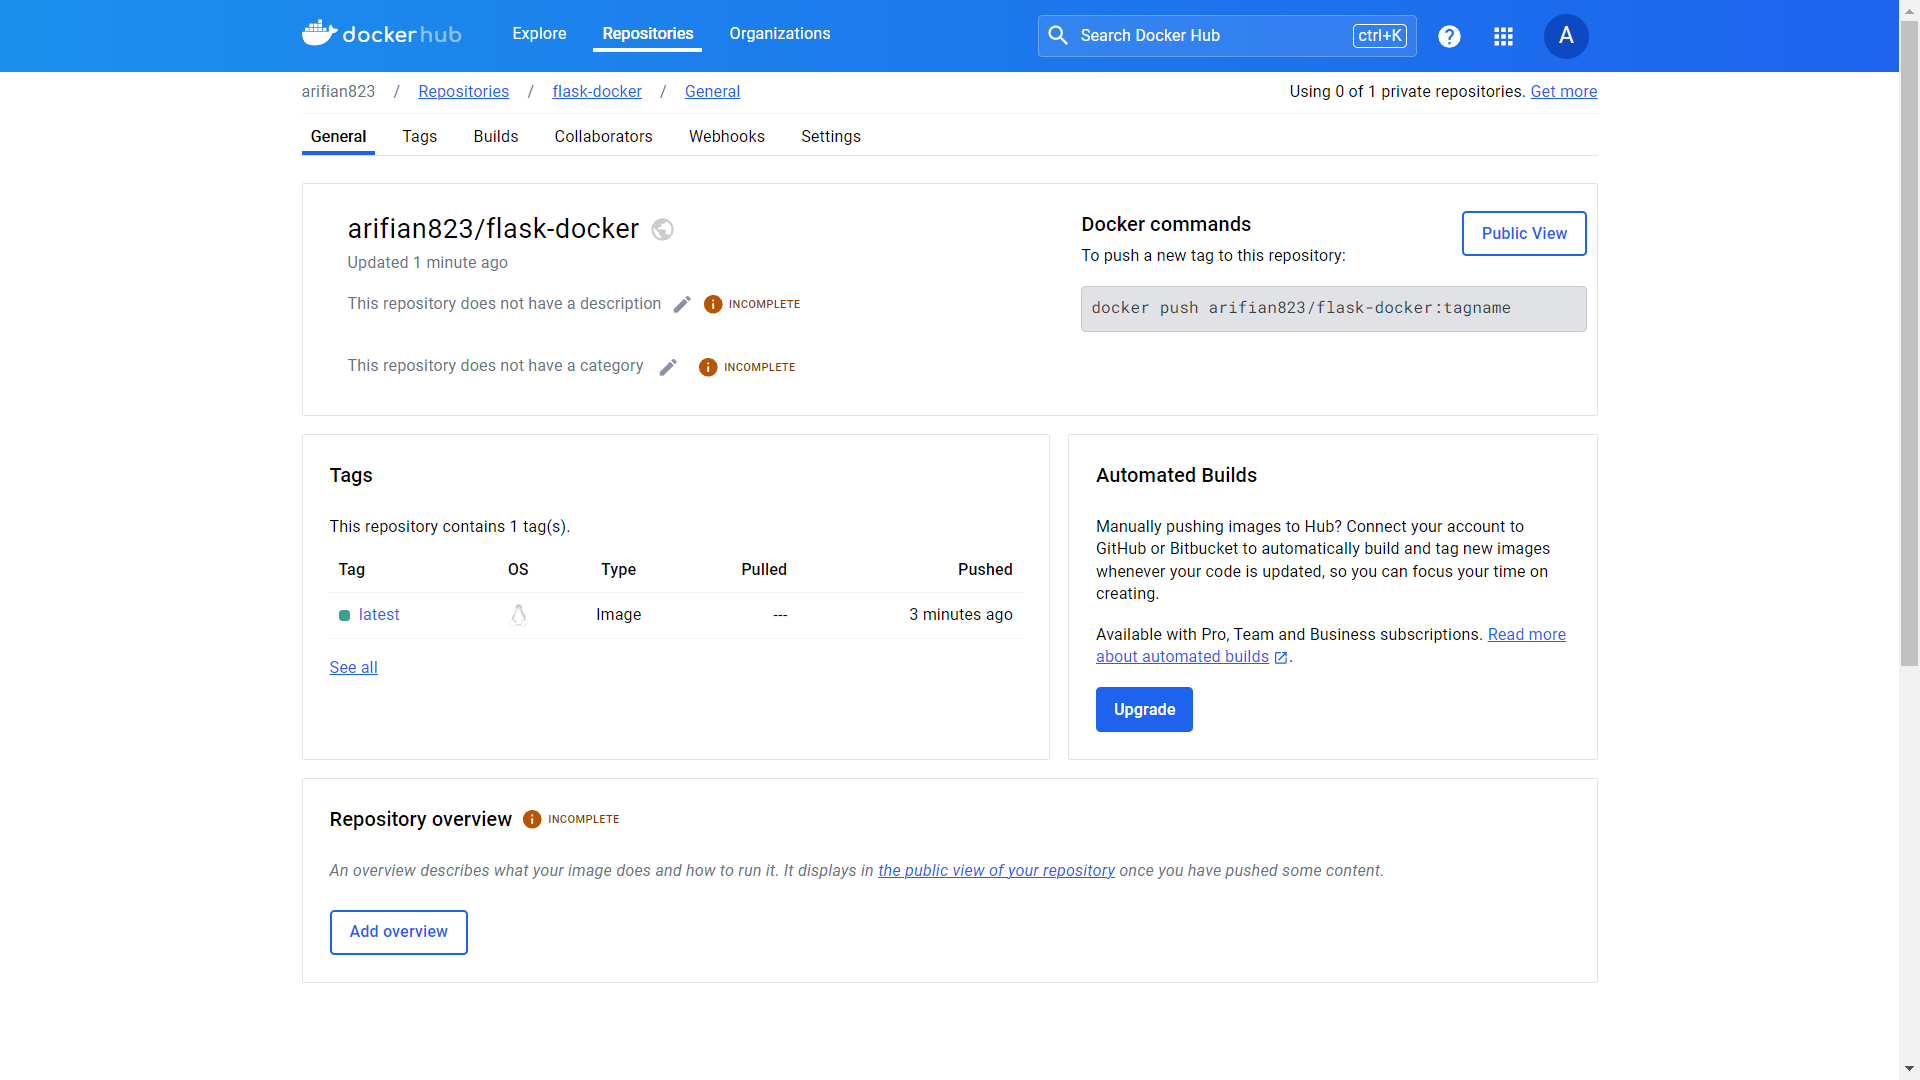 dockerhub
Explore
Repositories
Organizations
Search Docker Hub
ctrl+K
?
A
arifian823 / Repositories / flask-docker / General
Using 0 of 1 private repositories. Get more
General
Tags
Builds
Collaborators
Webhooks
Settings
arifian823/flask-docker
Updated 1 minute ago
This repository does not have a description
INCOMPLETE
This repository does not have a category
INCOMPLETE
Docker commands
Public View
To push a new tag to this repository:
docker push arifian823/flask-docker:tagname
Tags
This repository contains 1 tag(s).
Tag OS Type Pulled Pushed
latest Image --- 3 minutes ago
See all
Automated Builds
Manually pushing images to Hub? Connect your account to
GitHub or Bitbucket to automatically build and tag new images
whenever your code is updated, so you can focus your time on
creating.
Available with Pro, Team and Business subscriptions. Read more
about automated builds .
Upgrade
Repository overview
INCOMPLETE
An overview describes what your image does and how to run it. It displays in the public view of your repository once you have pushed some content.
Add overview